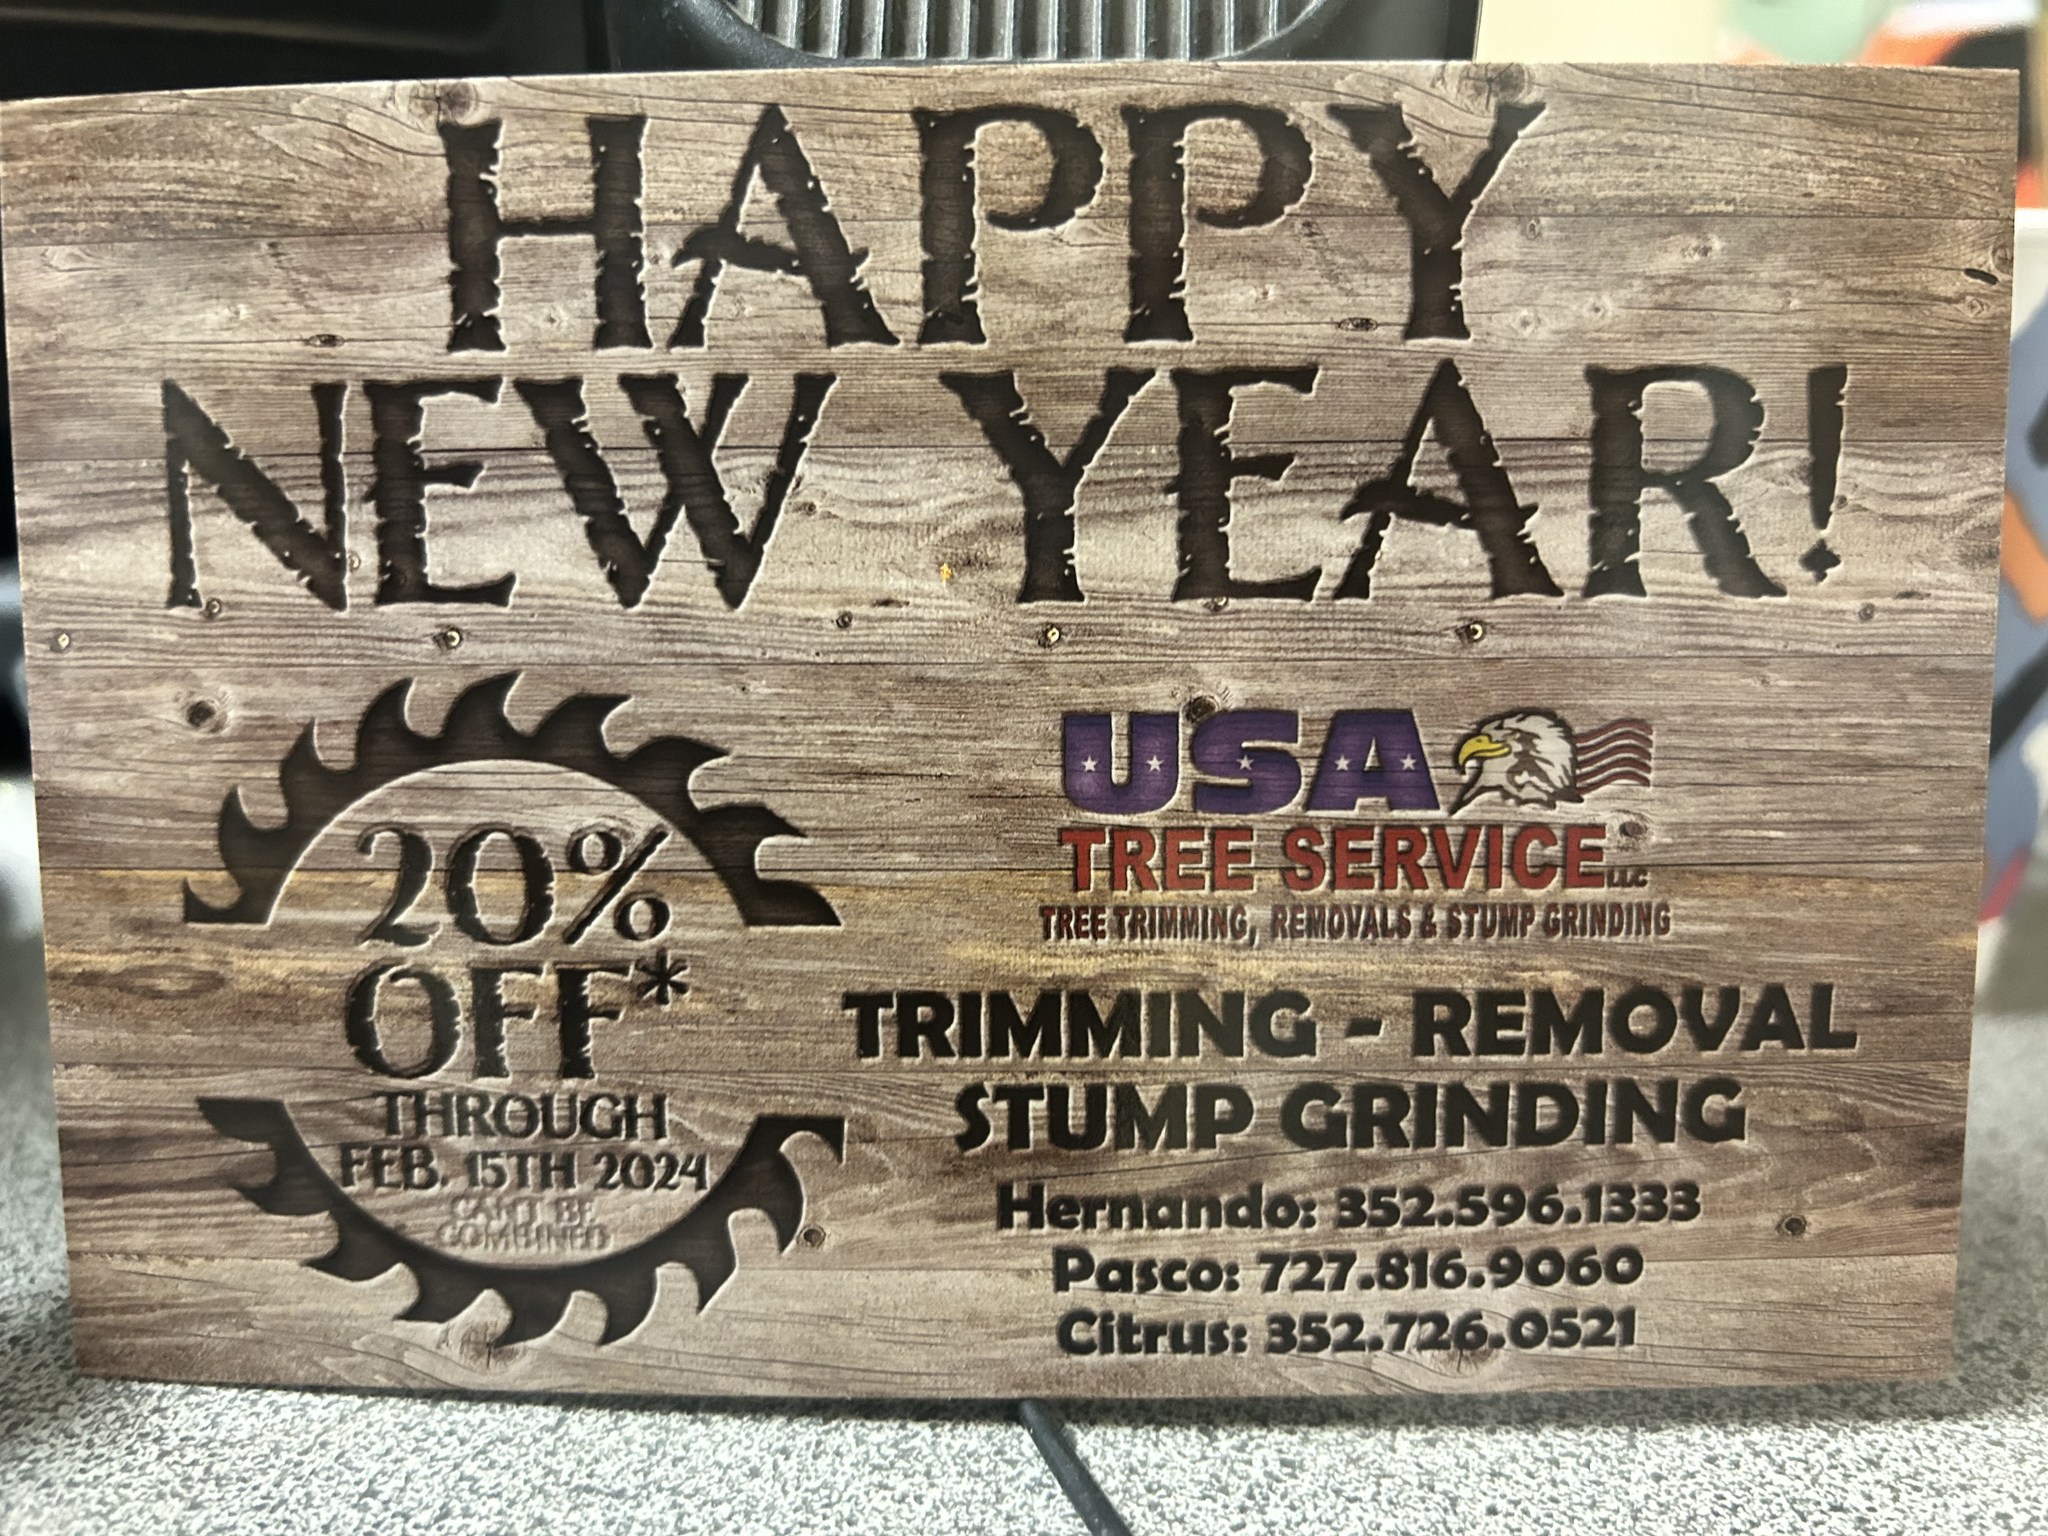 HAPPY
NEW YEAR!
20%
OFF*
THROUGH
FEB. 15TH 2024
CAN'T BE
COMBINED
USA
TREE SERVICE LLC
TREE TRIMMING, REMOVALS & STUMP GRINDING
TRIMMING - REMOVAL
STUMP GRINDING
Hernando: 352.596.1333
Pasco: 727.816.9060
Citrus: 352.726.0521